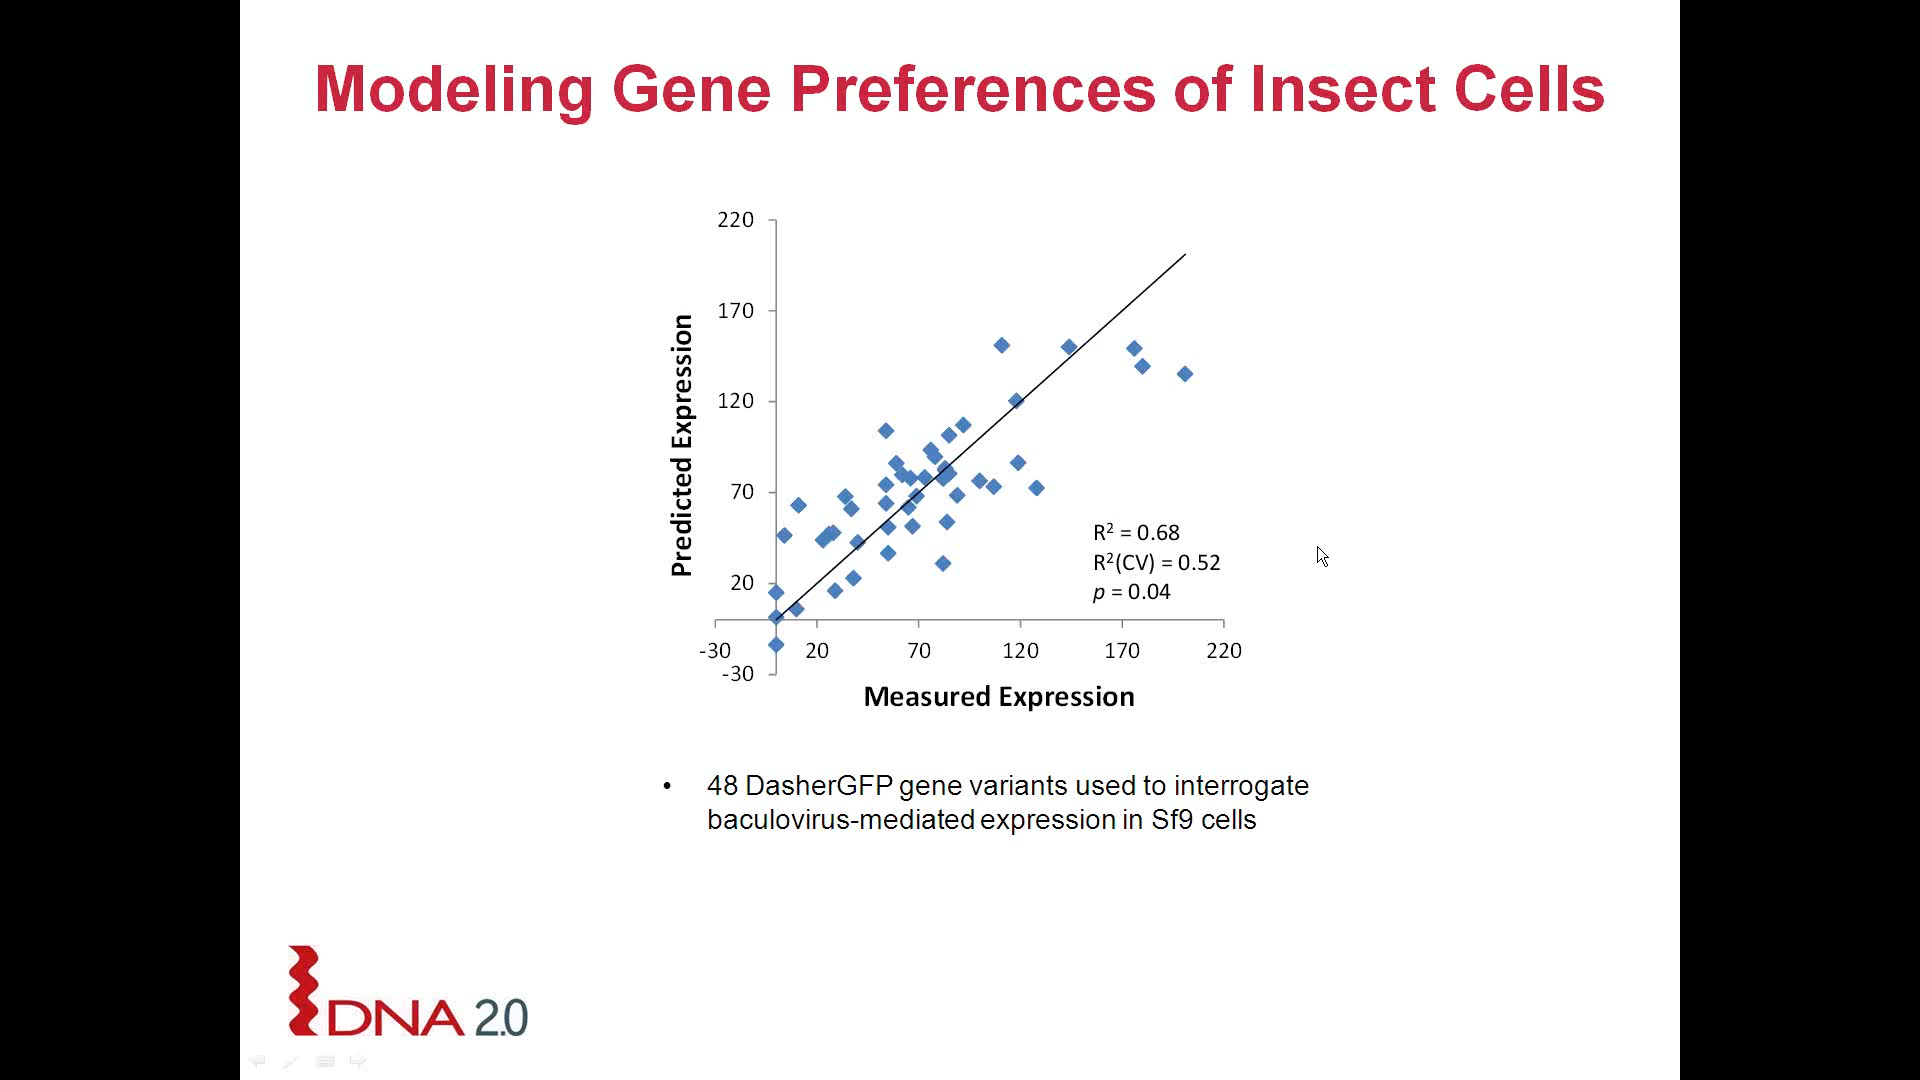 Modeling Gene Preferences of Insect Cells
220
170
120
70
20
-30
Predicted Expression
R² = 0.68
R²(CV) = 0.52
p = 0.04
-30 20 70 120 170 220
Measured Expression
• 48 DasherGFP gene variants used to interrogate
baculovirus-mediated expression in Sf9 cells
DNA 2.0